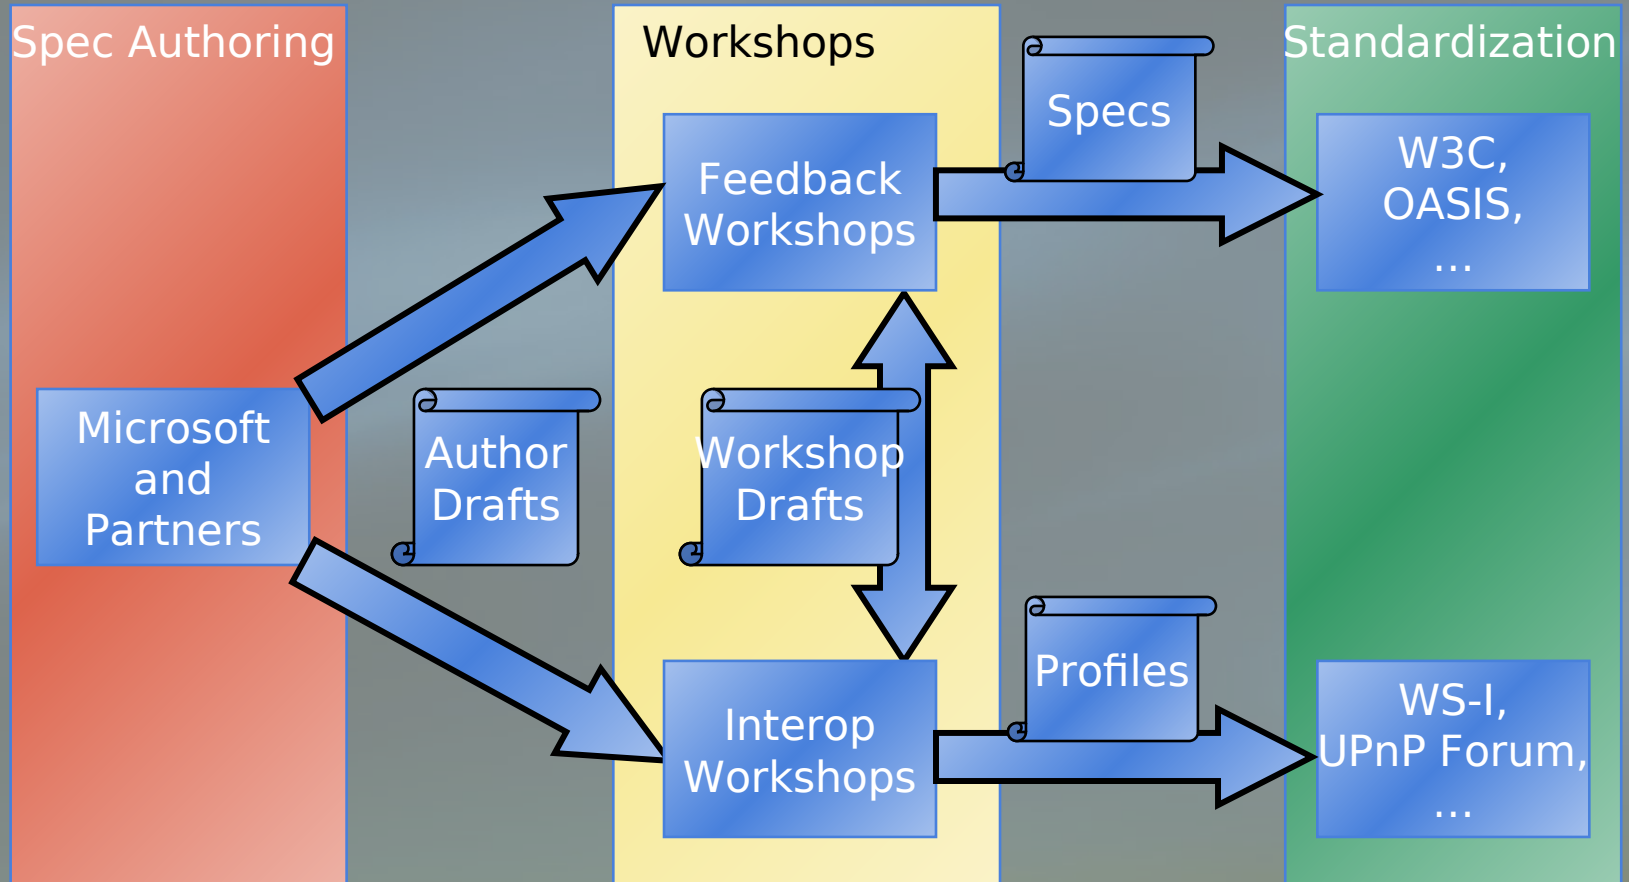 Spec Authoring
Workshops
Standardization
Specs
Feedback
Workshops
W3C,
OASIS,
...
Microsoft
and
Partners
Author
Drafts
Workshop
Drafts
Profiles
Interop
Workshops
WS-I,
UPnP Forum,
...